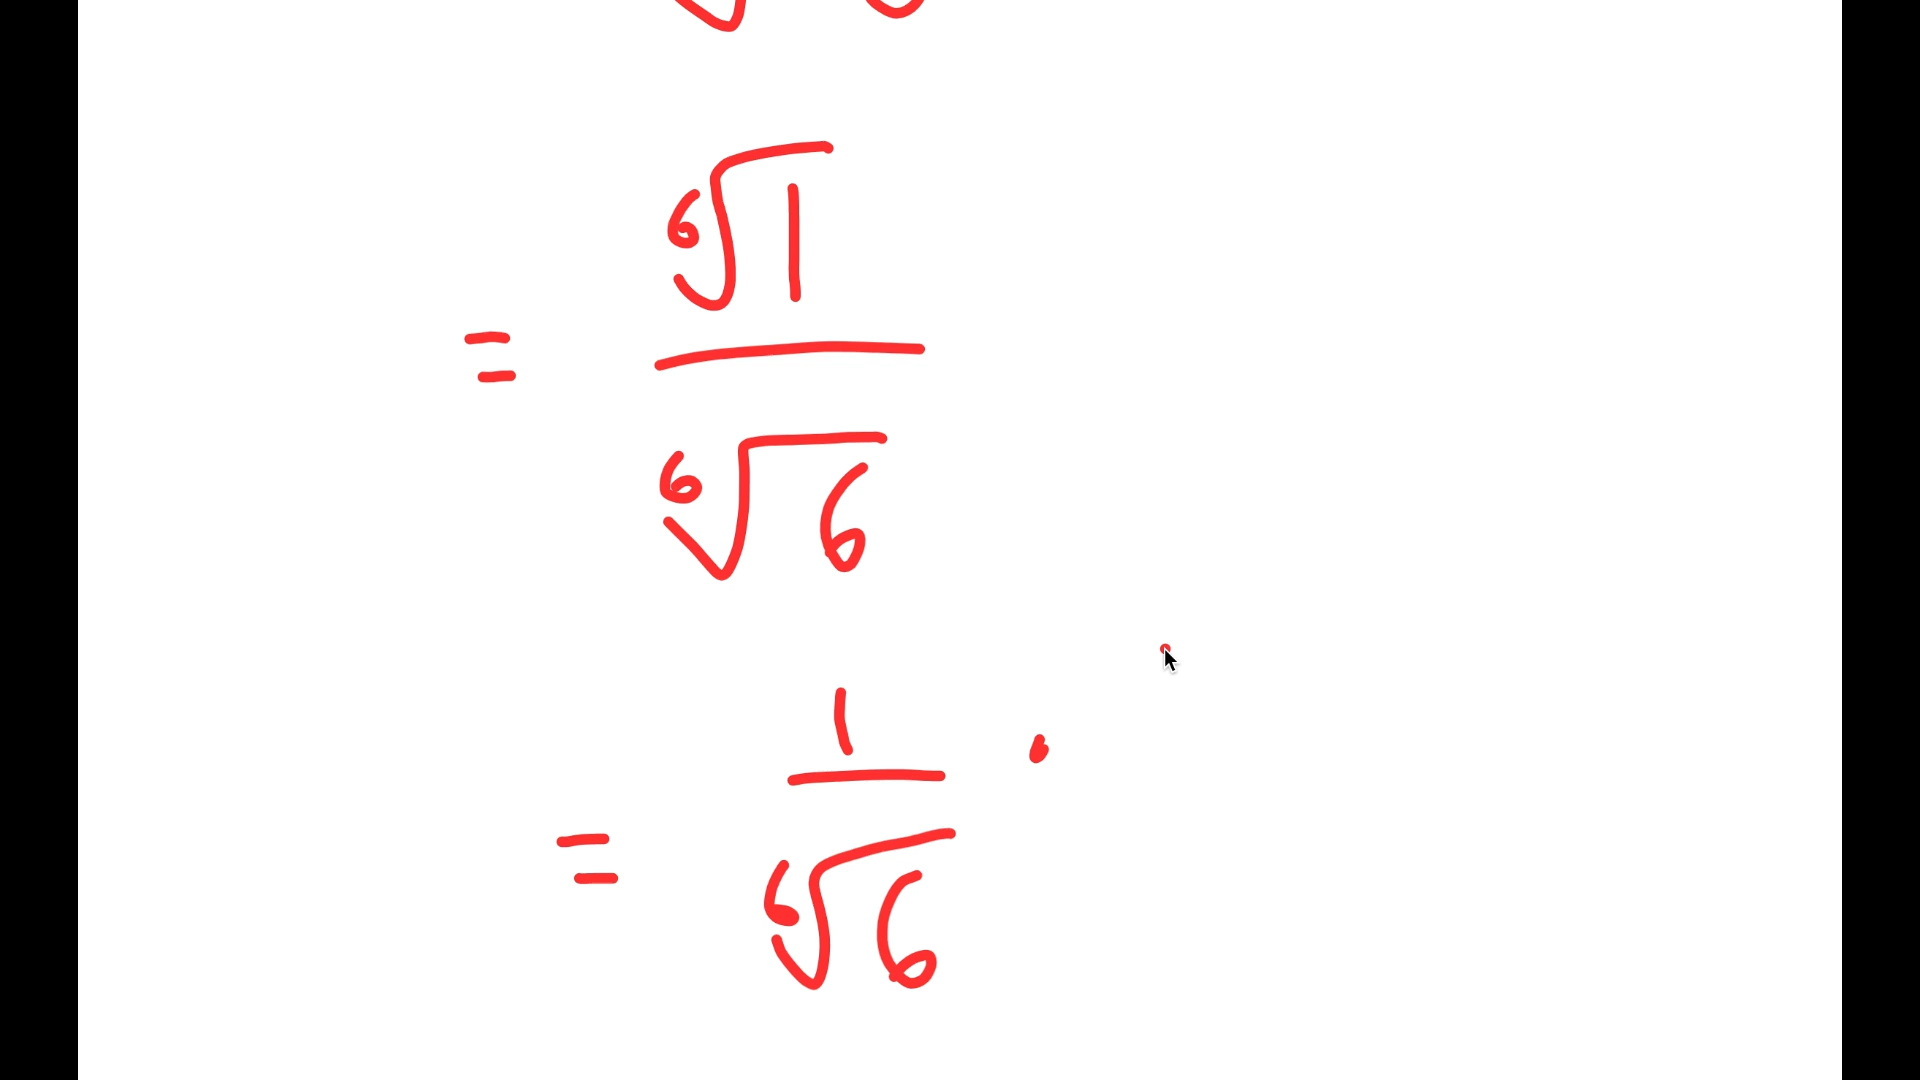 = ⁶√1 / ⁶√6
= 1 / ⁶√6 ·